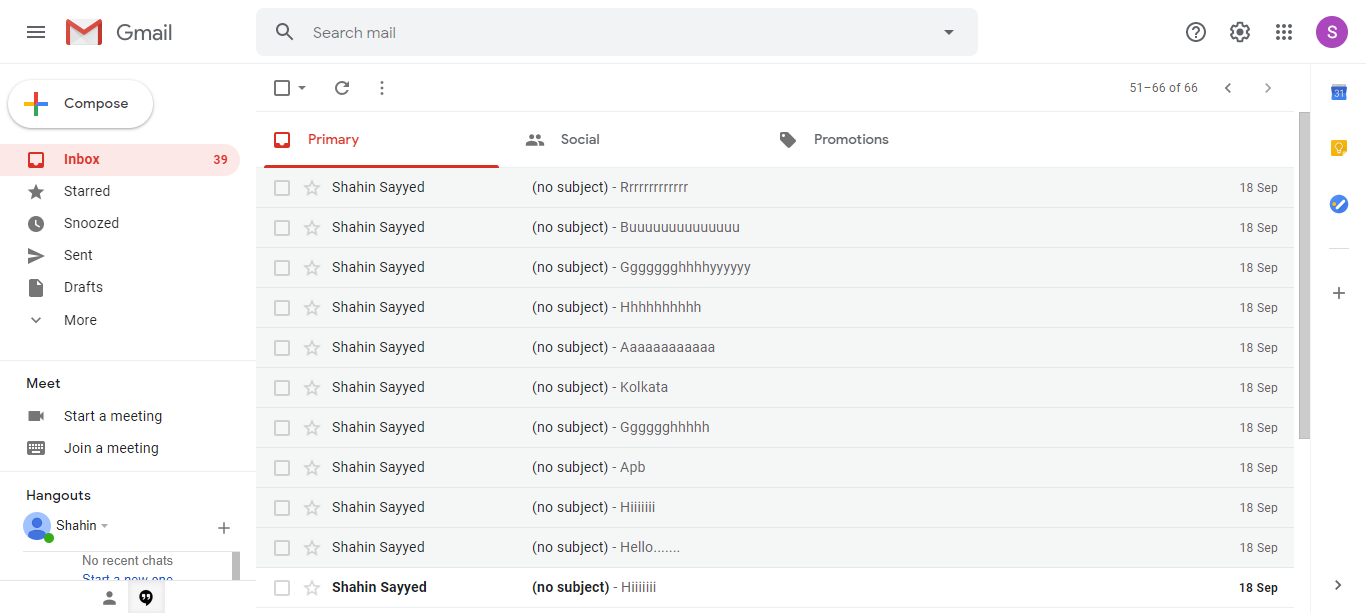 Gmail
Search mail
S
Compose
51–66 of 66
31
Primary
Social
Promotions
Inbox 39
Starred
Snoozed
Sent
Drafts
More
Meet
Start a meeting
Join a meeting
Hangouts
Shahin
No recent chats
Start a new one
Shahin Sayyed (no subject) - Rrrrrrrrrrrrr 18 Sep
Shahin Sayyed (no subject) - Buuuuuuuuuuuuuu 18 Sep
Shahin Sayyed (no subject) - Ggggggghhhhyyyyyy 18 Sep
Shahin Sayyed (no subject) - Hhhhhhhhhh 18 Sep
Shahin Sayyed (no subject) - Aaaaaaaaaaaa 18 Sep
Shahin Sayyed (no subject) - Kolkata 18 Sep
Shahin Sayyed (no subject) - Gggggghhhhh 18 Sep
Shahin Sayyed (no subject) - Apb 18 Sep
Shahin Sayyed (no subject) - Hiiiiiii 18 Sep
Shahin Sayyed (no subject) - Hello....... 18 Sep
Shahin Sayyed (no subject) - Hiiiiiii 18 Sep